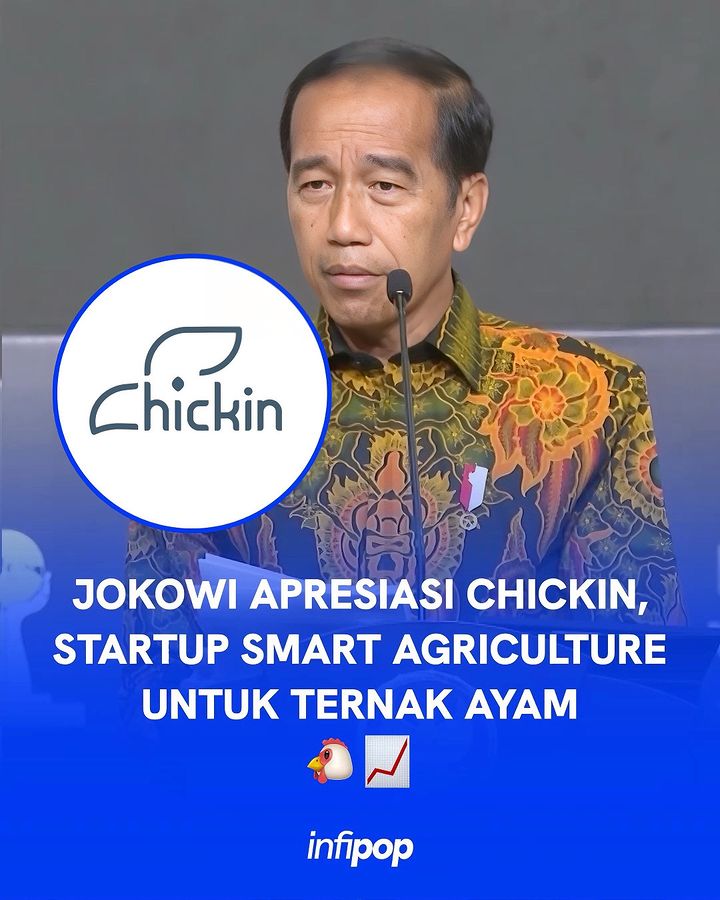 Chickin
JOKOWI APRESIASI CHICKIN,
STARTUP SMART AGRICULTURE
UNTUK TERNAK AYAM
🐔📈
infipop